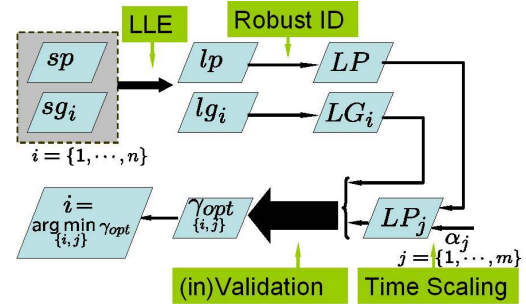 LLE
Robust ID
sp
lp
LP
sg_i
lg_i
LG_i
i = {1, ⋯, n}
i =
arg min γ_opt
{i, j}
γ_opt
{i, j}
LP_j
α_j
j = {1, ⋯, m}
(in)Validation
Time Scaling